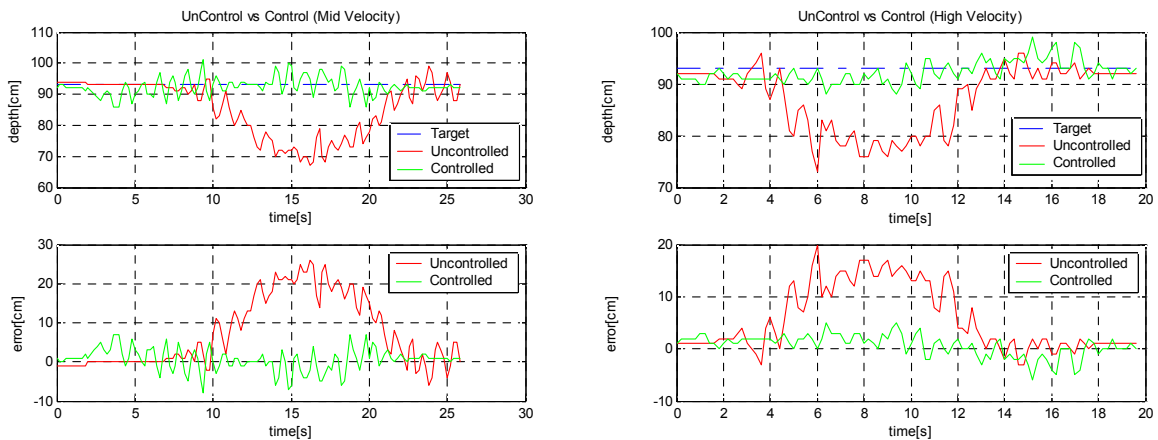 UnControl vs Control (Mid Velocity)
110
100
90
80
70
60
depth[cm]
Target
Uncontrolled
Controlled
0 5 10 15 20 25 30
time[s]
30
20
10
0
-10
error[cm]
Uncontrolled
Controlled
0 5 10 15 20 25 30
time[s]
UnControl vs Control (High Velocity)
100
90
80
70
depth[cm]
Target
Uncontrolled
Controlled
0 2 4 6 8 10 12 14 16 18 20
time[s]
20
10
0
-10
error[cm]
Uncontrolled
Controlled
0 2 4 6 8 10 12 14 16 18 20
time[s]